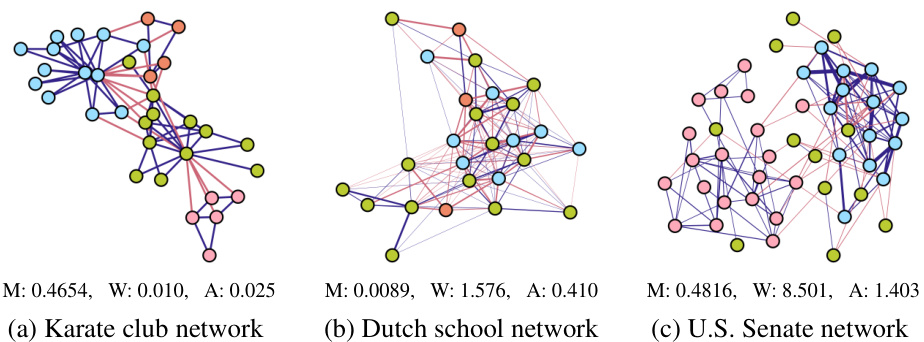 M: 0.4654, W: 0.010, A: 0.025
M: 0.0089, W: 1.576, A: 0.410
M: 0.4816, W: 8.501, A: 1.403
(a) Karate club network
(b) Dutch school network
(c) U.S. Senate network